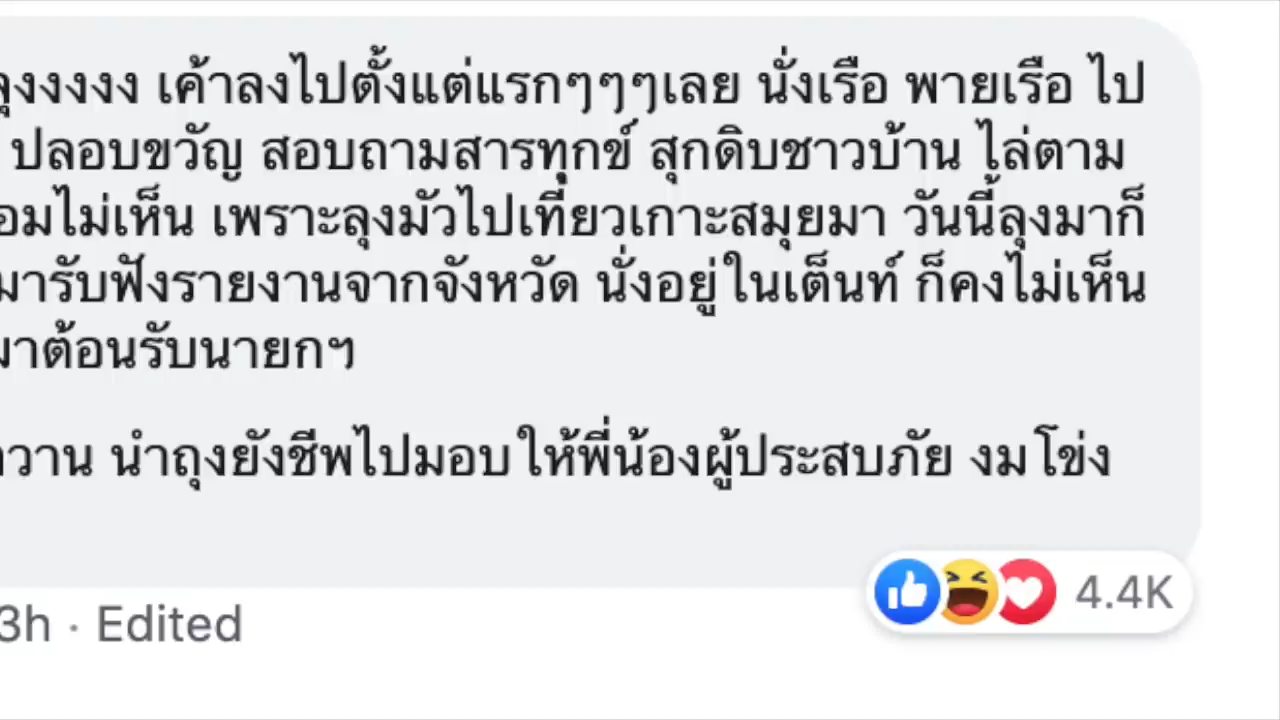 ลุงงงงง เค้าลงไปตั้งแต่แรกๆๆๆเลย นั่งเรือ พายเรือ ไป
ปลอบขวัญ สอบถามสารทุกข์ สุกดิบชาวบ้าน ไล่ตาม
ไม่เห็น เพราะลุงมัวไปเที่ยวเกาะสมุยมา วันนี้ลุงมาก็
มารับฟังรายงานจากจังหวัด นั่งอยู่ในเต็นท์ ก็คงไม่เห็น
มาต้อนรับนายกฯ
นำถุงยังชีพไปมอบให้พี่น้องผู้ประสบภัย งมโข่ง
3h · Edited
4.4K